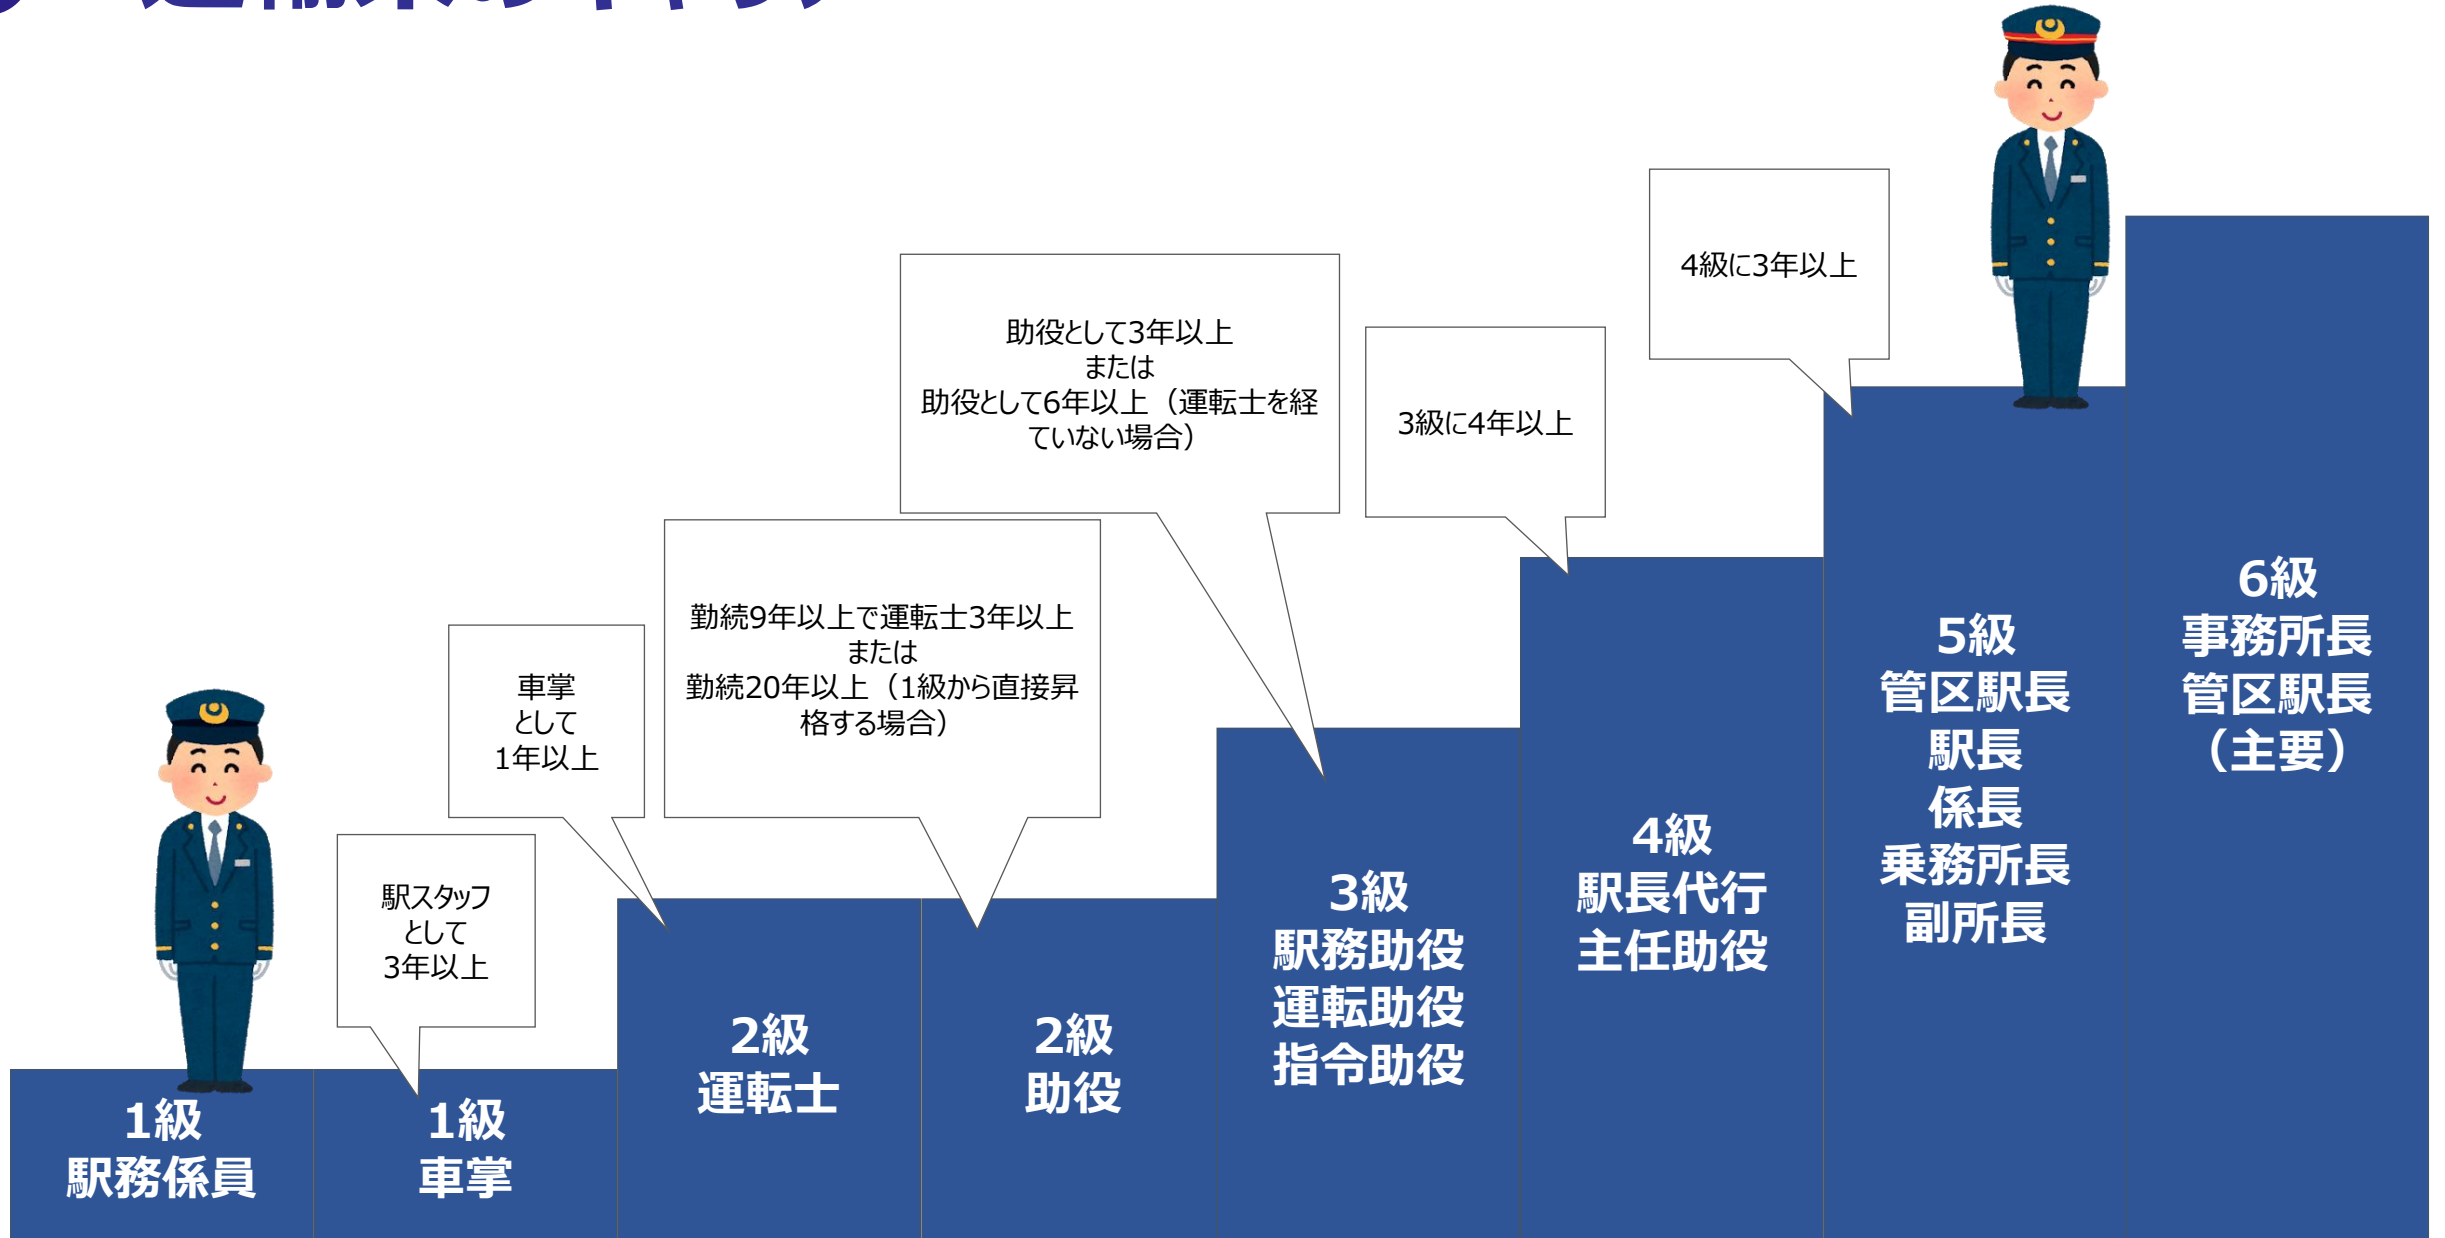 運輸系のキャリア
4級に3年以上
助役として3年以上
または
助役として6年以上（運転士を経
ていない場合）
3級に4年以上
勤続9年以上で運転士3年以上
または
勤続20年以上（1級から直接昇
格する場合）
車掌
として
1年以上
駅スタッフ
として
3年以上
1級
駅務係員
1級
車掌
2級
運転士
2級
助役
3級
駅務助役
運転助役
指令助役
4級
駅長代行
主任助役
5級
管区駅長
駅長
係長
乗務所長
副所長
6級
事務所長
管区駅長
（主要）